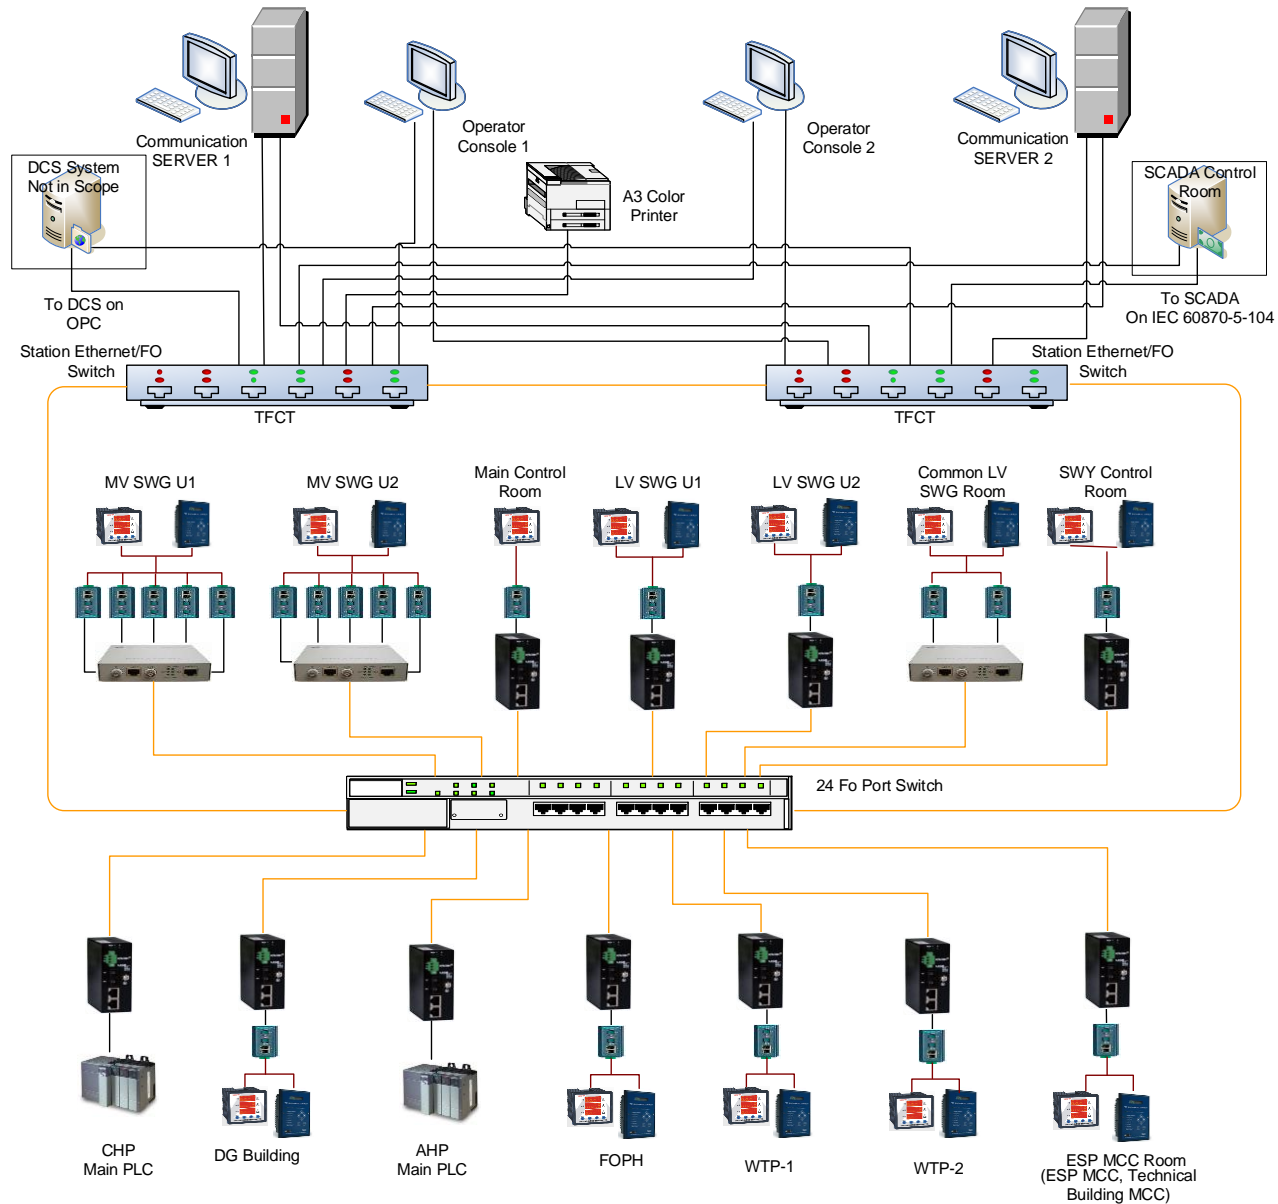 Communication
SERVER 1
Operator
Console 1
Operator
Console 2
Communication
SERVER 2
DCS System
Not in Scope
A3 Color
Printer
SCADA Control
Room
To DCS on
OPC
To SCADA
On IEC 60870-5-104
Station Ethernet/FO
Switch
Station Ethernet/FO
Switch
TFCT
TFCT
MV SWG U1
MV SWG U2
Main Control
Room
LV SWG U1
LV SWG U2
Common LV
SWG Room
SWY Control
Room
24 Fo Port Switch
CHP
Main PLC
DG Building
AHP
Main PLC
FOPH
WTP-1
WTP-2
ESP MCC Room
(ESP MCC, Technical
Building MCC)